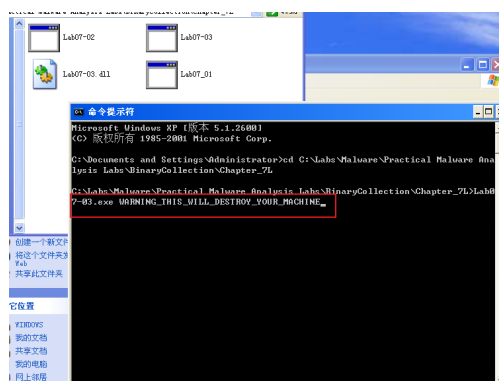 Lab07-02
Lab07-03
Lab07-03.dll
Lab07_01
命令提示符
Microsoft Windows XP [版本 5.1.2600]
(C) 版权所有 1985-2001 Microsoft Corp.
C:\Documents and Settings\Administrator>cd C:\Labs\Malware\Practical Malware Ana
lysis Labs\BinaryCollection\Chapter_7L
C:\Labs\Malware\Practical Malware Analysis Labs\BinaryCollection\Chapter_7L>Lab0
7-03.exe WARNING_THIS_WILL_DESTROY_YOUR_MACHINE_
创建一个新文件
将这个文件夹发
Web
共享此文件夹
它位置
WINDOWS
我的文档
共享文档
我的电脑
网上邻居